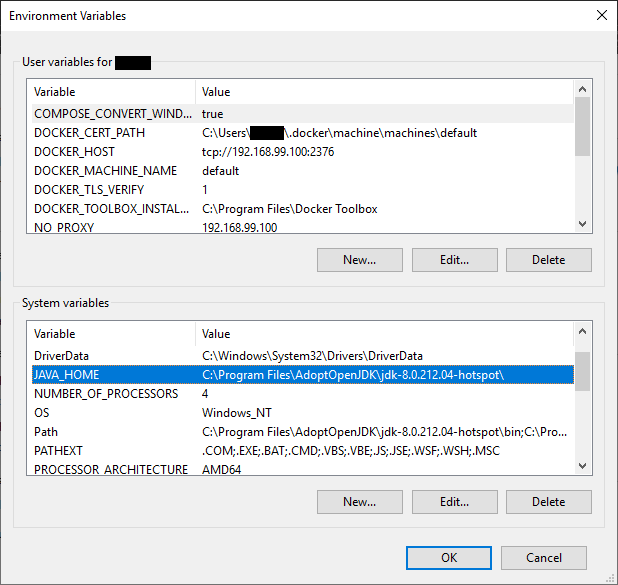 Environment Variables
User variables for
Variable Value
COMPOSE_CONVERT_WIND... true
DOCKER_CERT_PATH C:\Users\ \.docker\machine\machines\default
DOCKER_HOST tcp://192.168.99.100:2376
DOCKER_MACHINE_NAME default
DOCKER_TLS_VERIFY 1
DOCKER_TOOLBOX_INSTAL... C:\Program Files\Docker Toolbox
NO_PROXY 192.168.99.100
New... Edit... Delete
System variables
Variable Value
DriverData C:\Windows\System32\Drivers\DriverData
JAVA_HOME C:\Program Files\AdoptOpenJDK\jdk-8.0.212.04-hotspot\
NUMBER_OF_PROCESSORS 4
OS Windows_NT
Path C:\Program Files\AdoptOpenJDK\jdk-8.0.212.04-hotspot\bin;C:\Pro...
PATHEXT .COM;.EXE;.BAT;.CMD;.VBS;.VBE;.JS;.JSE;.WSF;.WSH;.MSC
PROCESSOR_ARCHITECTURE AMD64
New... Edit... Delete
OK Cancel